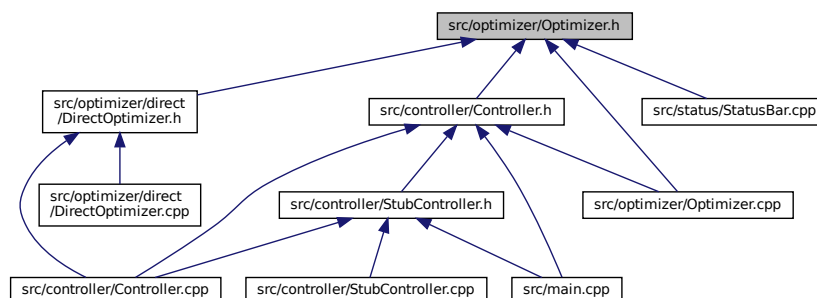 src/optimizer/Optimizer.h
src/optimizer/direct
/DirectOptimizer.h
src/controller/Controller.h
src/status/StatusBar.cpp
src/optimizer/direct
/DirectOptimizer.cpp
src/controller/StubController.h
src/optimizer/Optimizer.cpp
src/controller/Controller.cpp
src/controller/StubController.cpp
src/main.cpp